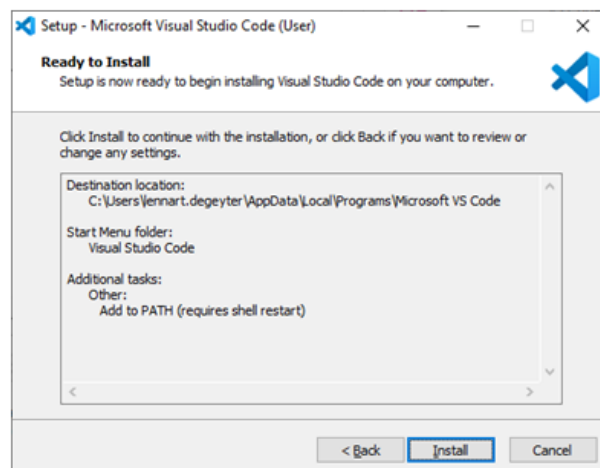 Setup - Microsoft Visual Studio Code (User)
Ready to Install
Setup is now ready to begin installing Visual Studio Code on your computer.
Click Install to continue with the installation, or click Back if you want to review or
change any settings.
Destination location:
C:\Users\lennart.degeyter\AppData\Local\Programs\Microsoft VS Code
Start Menu folder:
Visual Studio Code
Additional tasks:
Other:
Add to PATH (requires shell restart)
< Back
Install
Cancel